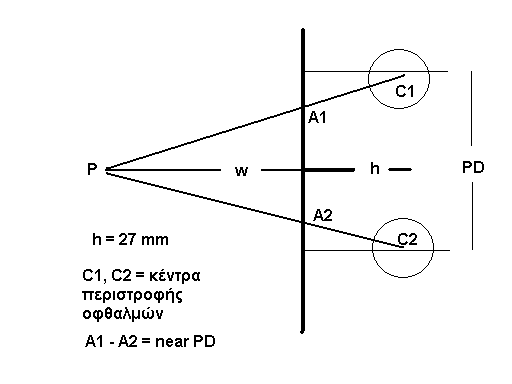 C1
A1
P
w
h
PD
A2
h = 27 mm
C2
C1, C2 = κέντρα
περιστροφής
οφθαλμών
A1 - A2 = near PD